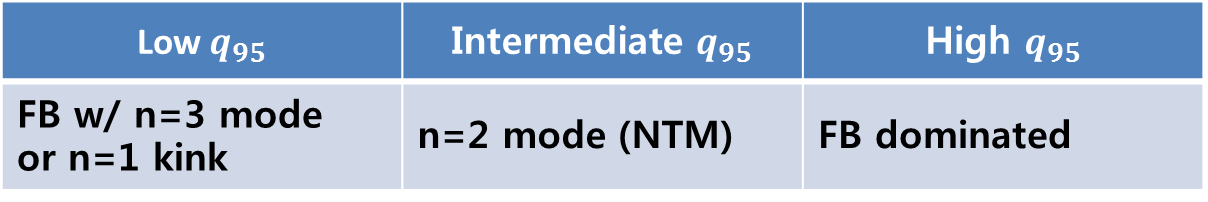 Low q95
Intermediate q95
High q95
FB w/ n=3 mode
or n=1 kink
n=2 mode (NTM)
FB dominated